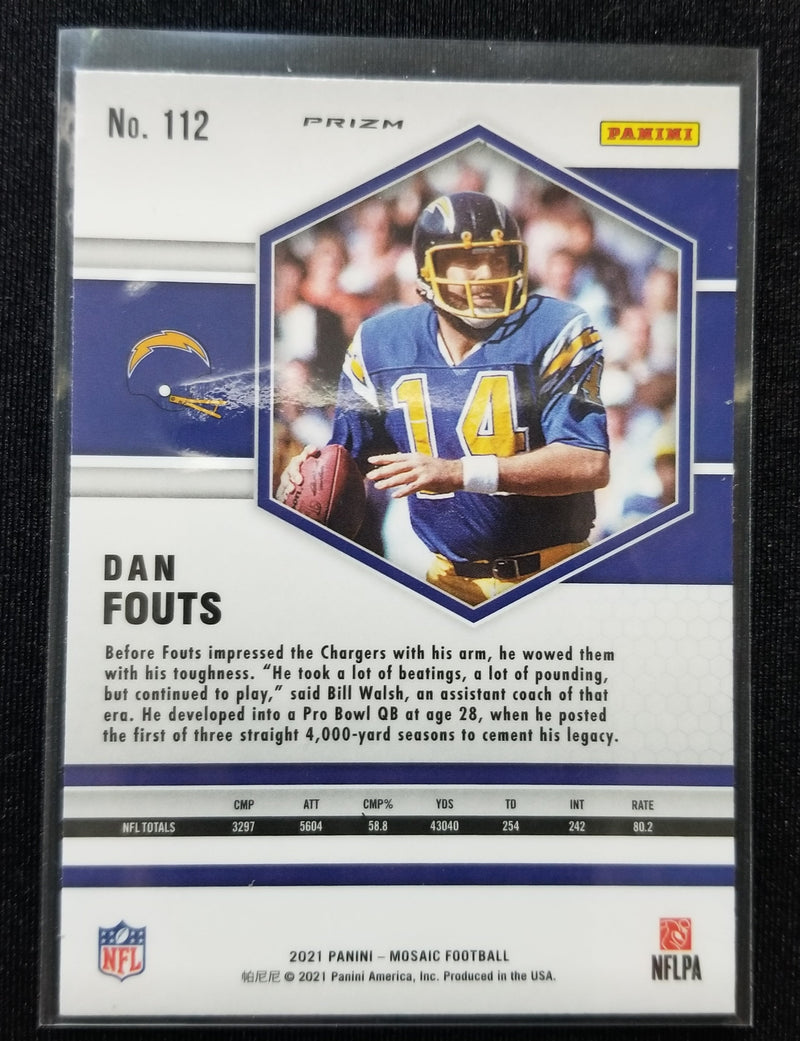 No. 112
PRIZM
PANINI
14
14
DAN
FOUTS
Before Fouts impressed the Chargers with his arm, he wowed them
with his toughness. “He took a lot of beatings, a lot of pounding,
but continued to play,” said Bill Walsh, an assistant coach of that
era. He developed into a Pro Bowl QB at age 28, when he posted
the first of three straight 4,000-yard seasons to cement his legacy.
CMP ATT CMP% YDS TD INT RATE
NFL TOTALS 3297 5604 58.8 43040 254 242 80.2
NFL
2021 PANINI – MOSAIC FOOTBALL
帕尼尼 © 2021 Panini America, Inc. Produced in the USA.
NFLPA